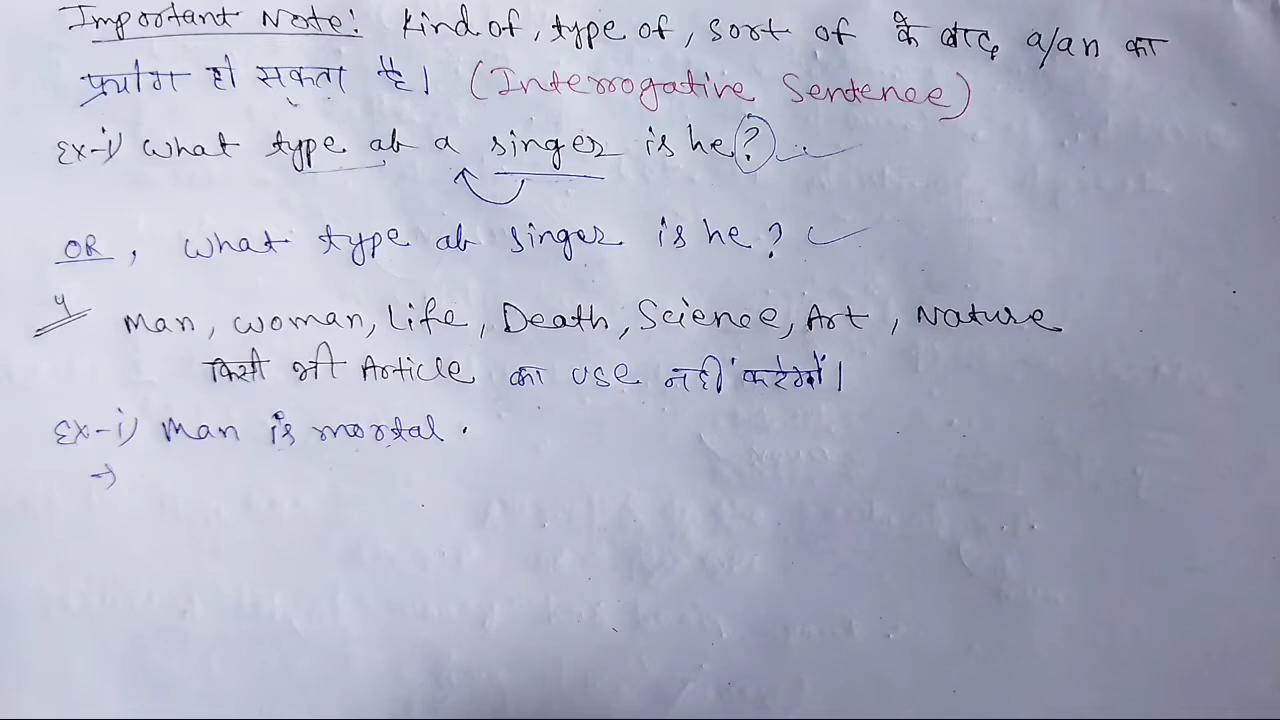 Important Note: Kind of, type of, sort of के बाद a/an का
प्रयोग हो सकता है। (Interrogative Sentence)
Ex-i) What type of a singer is he?
OR, What type of singer is he?
4 Man, woman, Life, Death, Science, Art, Nature
किसी भी Article का use नहीं करेगें।
Ex-i) Man is mortal.
→